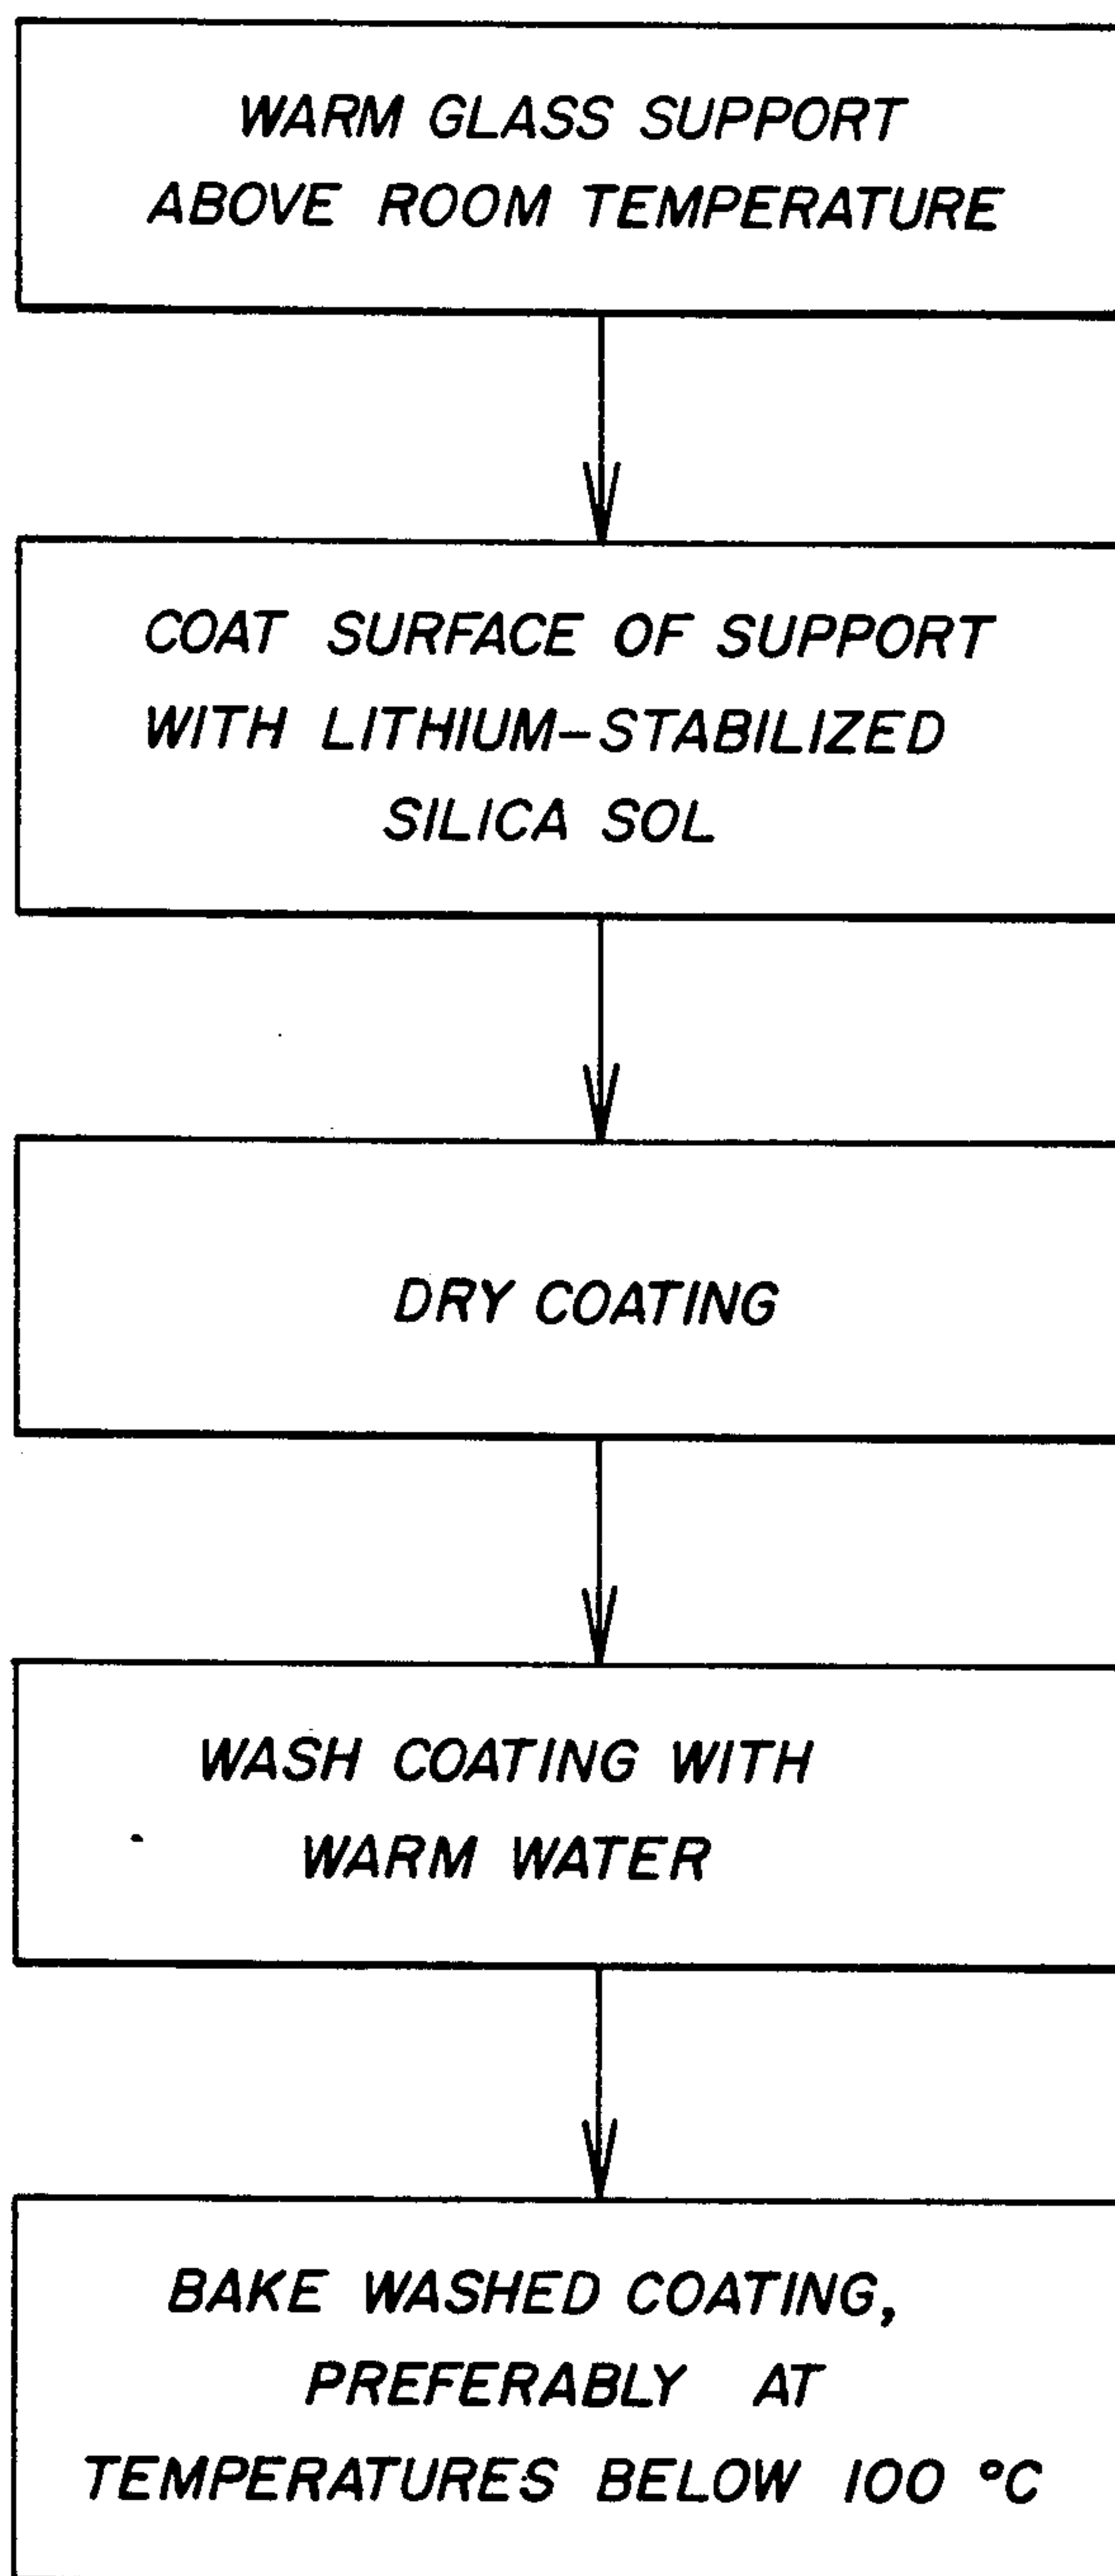 WARM GLASS SUPPORT
ABOVE ROOM TEMPERATURE
COAT SURFACE OF SUPPORT
WITH LITHIUM-STABILIZED
SILICA SOL
DRY COATING
WASH COATING WITH
WARM WATER
BAKE WASHED COATING,
PREFERABLY AT
TEMPERATURES BELOW 100 °C